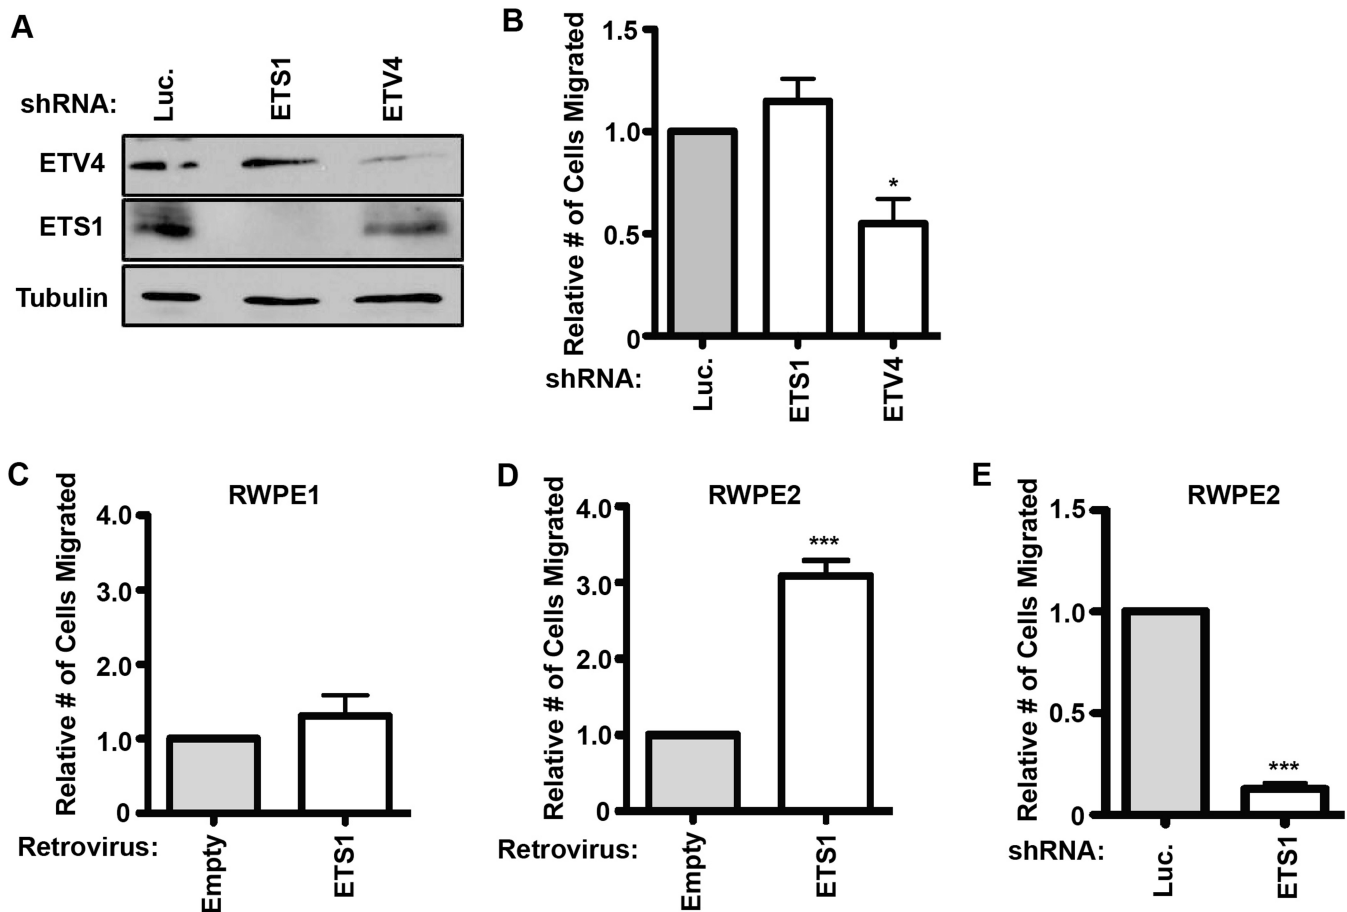 A
shRNA:
Luc.
ETS1
ETV4
ETV4
ETS1
Tubulin
B
Relative # of Cells Migrated
1.5
1.0
0.5
0
shRNA:
Luc.
ETS1
ETV4
*
C
RWPE1
Relative # of Cells Migrated
4.0
3.0
2.0
1.0
0
Retrovirus:
Empty
ETS1
D
RWPE2
Relative # of Cells Migrated
4.0
3.0
2.0
1.0
0
***
Retrovirus:
Empty
ETS1
E
RWPE2
Relative # of Cells Migrated
1.5
1.0
0.5
0
***
shRNA:
Luc.
ETS1